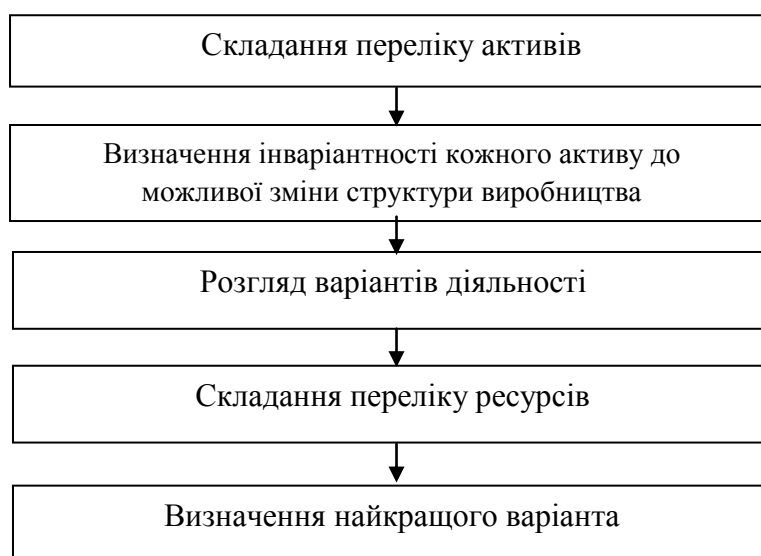 Складання переліку активів
Визначення інваріантності кожного активу до
можливої зміни структури виробництва
Розгляд варіантів діяльності
Складання переліку ресурсів
Визначення найкращого варіанта